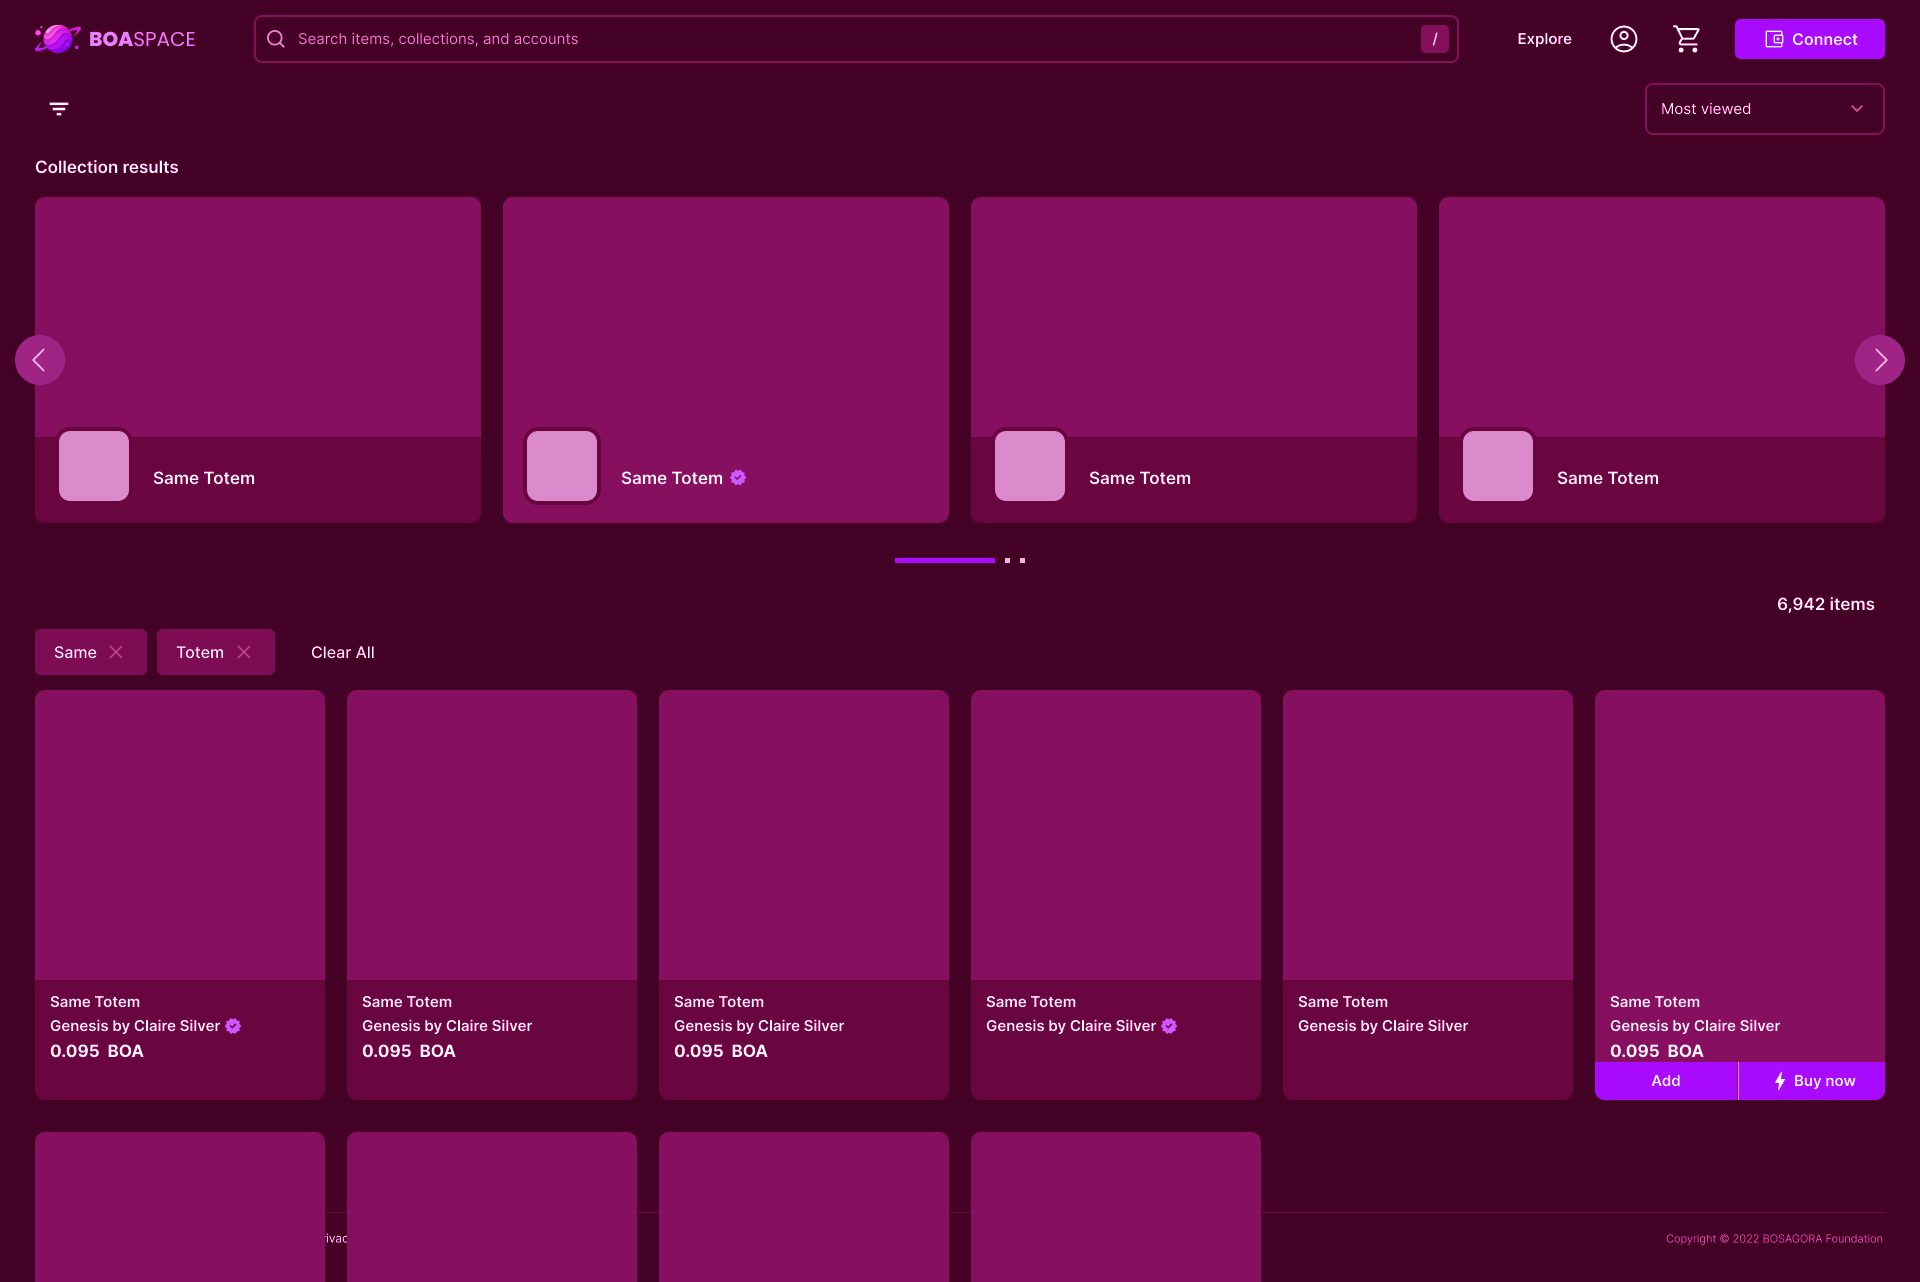 BOASPACE
Search items, collections, and accounts
/
Explore
Connect
Most viewed
Collection results
Same Totem
Same Totem
Same Totem
Same Totem
6,942 items
Same
Totem
Clear All
Same Totem
Genesis by Claire Silver
0.095 BOA
Same Totem
Genesis by Claire Silver
0.095 BOA
Same Totem
Genesis by Claire Silver
0.095 BOA
Same Totem
Genesis by Claire Silver
Same Totem
Genesis by Claire Silver
Same Totem
Genesis by Claire Silver
0.095 BOA
Add
Buy now
Copyright © 2022 BOSAGORA Foundation